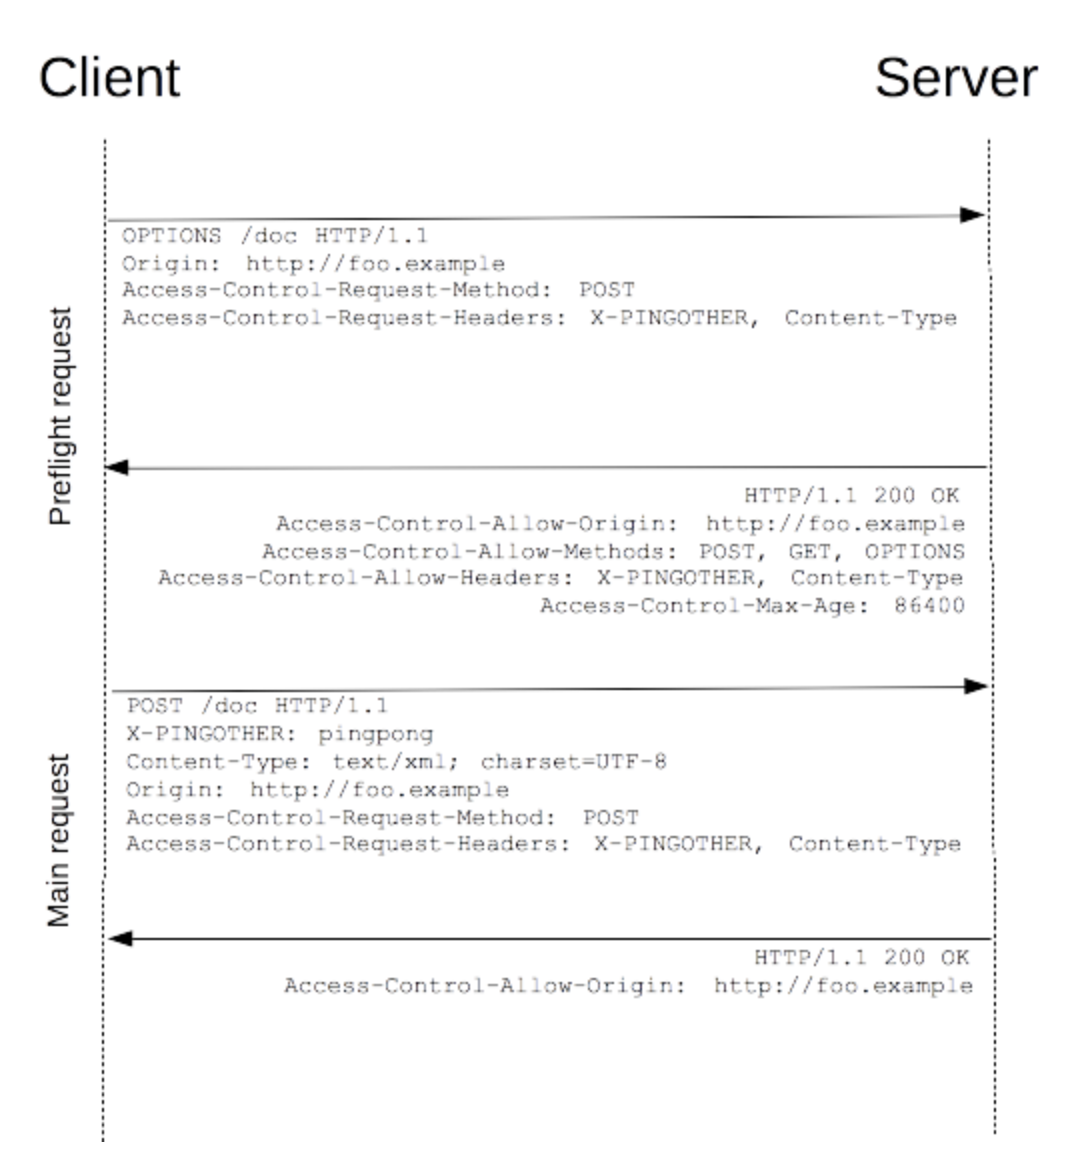 Client
Server
Preflight request
OPTIONS /doc HTTP/1.1
Origin: http://foo.example
Access-Control-Request-Method: POST
Access-Control-Request-Headers: X-PINGOTHER, Content-Type
HTTP/1.1 200 OK
Access-Control-Allow-Origin: http://foo.example
Access-Control-Allow-Methods: POST, GET, OPTIONS
Access-Control-Allow-Headers: X-PINGOTHER, Content-Type
Access-Control-Max-Age: 86400
Main request
POST /doc HTTP/1.1
X-PINGOTHER: pingpong
Content-Type: text/xml; charset=UTF-8
Origin: http://foo.example
Access-Control-Request-Method: POST
Access-Control-Request-Headers: X-PINGOTHER, Content-Type
HTTP/1.1 200 OK
Access-Control-Allow-Origin: http://foo.example